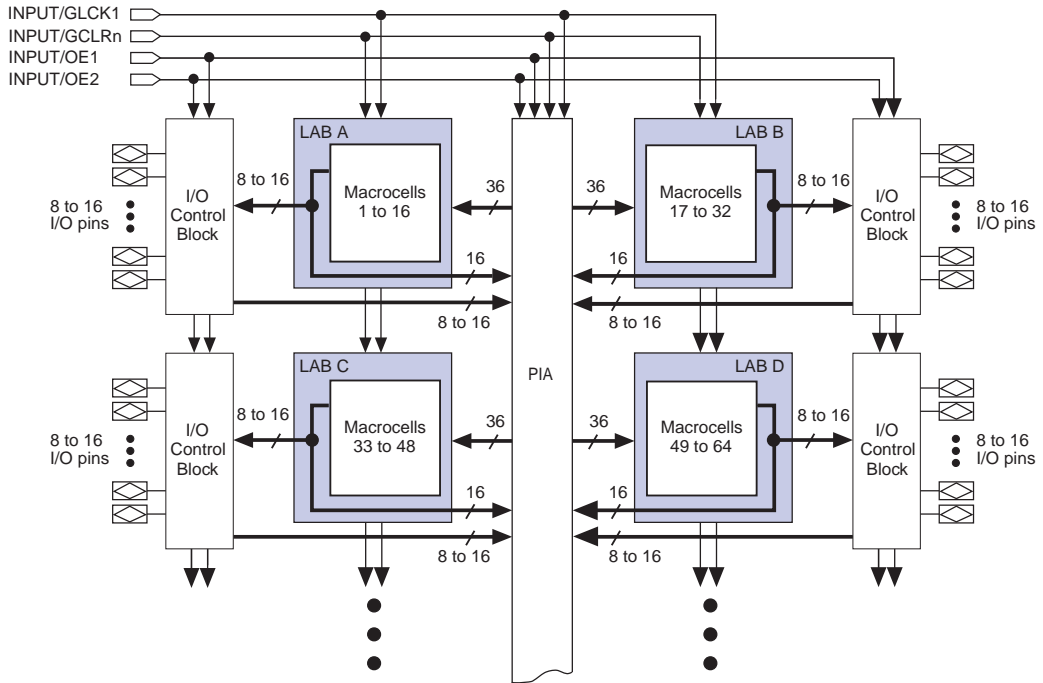 INPUT/GLCK1
INPUT/GCLRn
INPUT/OE1
INPUT/OE2
LAB A
LAB B
I/O
Control
Block
8 to 16
Macrocells
1 to 16
36
36
Macrocells
17 to 32
8 to 16
I/O
Control
Block
8 to 16
I/O pins
8 to 16
I/O pins
16
16
8 to 16
8 to 16
LAB C
PIA
LAB D
I/O
Control
Block
8 to 16
Macrocells
33 to 48
36
36
Macrocells
49 to 64
8 to 16
I/O
Control
Block
8 to 16
I/O pins
8 to 16
I/O pins
16
16
8 to 16
8 to 16